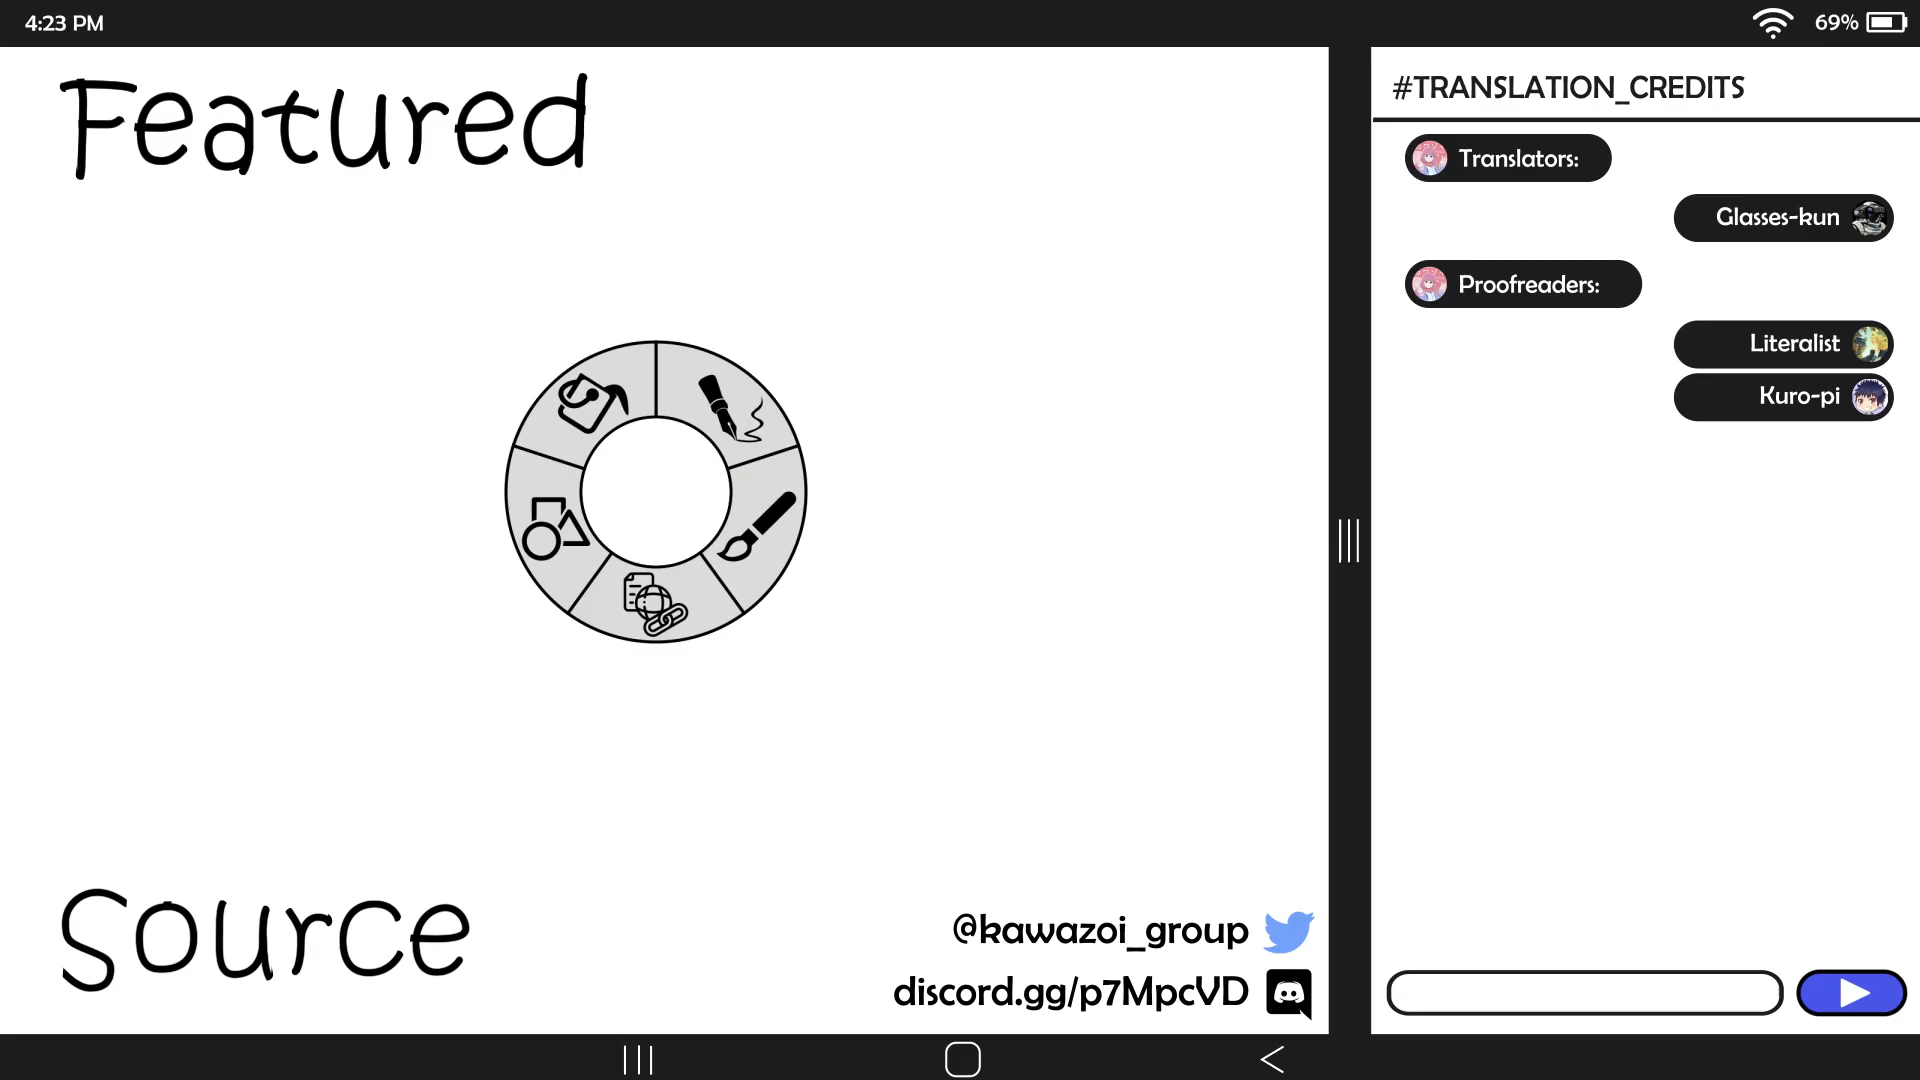 4:23 PM
69%
Featured
Source
@kawazoi_group
discord.gg/p7MpcVD
#TRANSLATION_CREDITS
Translators:
Glasses-kun
Proofreaders:
Literalist
Kuro-pi